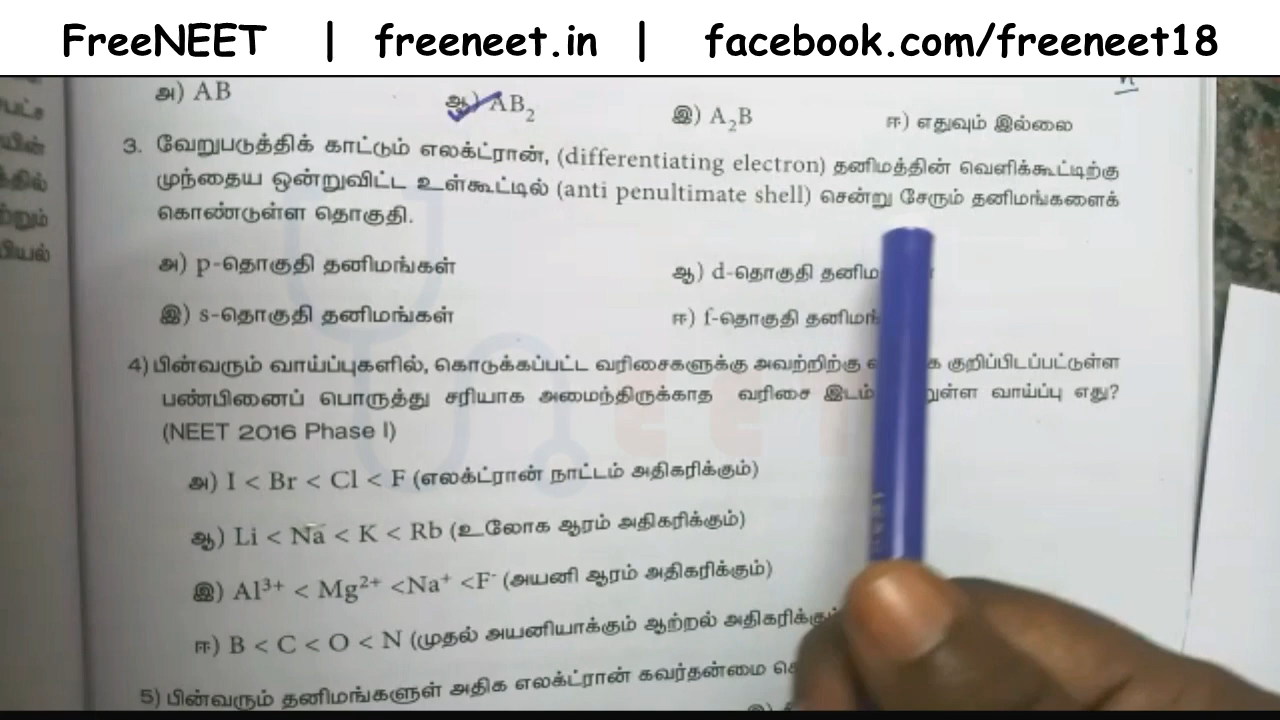 FreeNEET | freeneet.in | facebook.com/freeneet18
அ) AB ஆ) AB₂ இ) A₂B ஈ) எதுவும் இல்லை
3. வேறுபடுத்திக் காட்டும் எலக்ட்ரான், (differentiating electron) தனிமத்தின் வெளிக்கூட்டிற்கு
முந்தைய ஒன்றுவிட்ட உள்கூட்டில் (anti penultimate shell) சென்று சேரும் தனிமங்களைக்
கொண்டுள்ள தொகுதி.
அ) p-தொகுதி தனிமங்கள் ஆ) d-தொகுதி
இ) s-தொகுதி தனிமங்கள் ஈ) f-தொகுதி
4) பின்வரும் வாய்ப்புகளில், கொடுக்கப்பட்ட வரிசைகளுக்கு அவற்றிற்கு குறிப்பிடப்பட்டுள்ள
பண்பினைப் பொருத்து சரியாக அமைந்திருக்காத வரிசை இடம் வாய்ப்பு எது?
(NEET 2016 Phase I)
அ) I < Br < Cl < F (எலக்ட்ரான் நாட்டம் அதிகரிக்கும்)
ஆ) Li < Na < K < Rb (உலோக ஆரம் அதிகரிக்கும்)
இ) Al³⁺ < Mg²⁺ <Na⁺ <F⁻ (அயனி ஆரம் அதிகரிக்கும்)
ஈ) B < C < O < N (முதல் அயனியாக்கும் ஆற்றல்
5) பின்வரும் தனிமங்களுள் அதிக எலக்ட்ரான் கவர்தன்மை